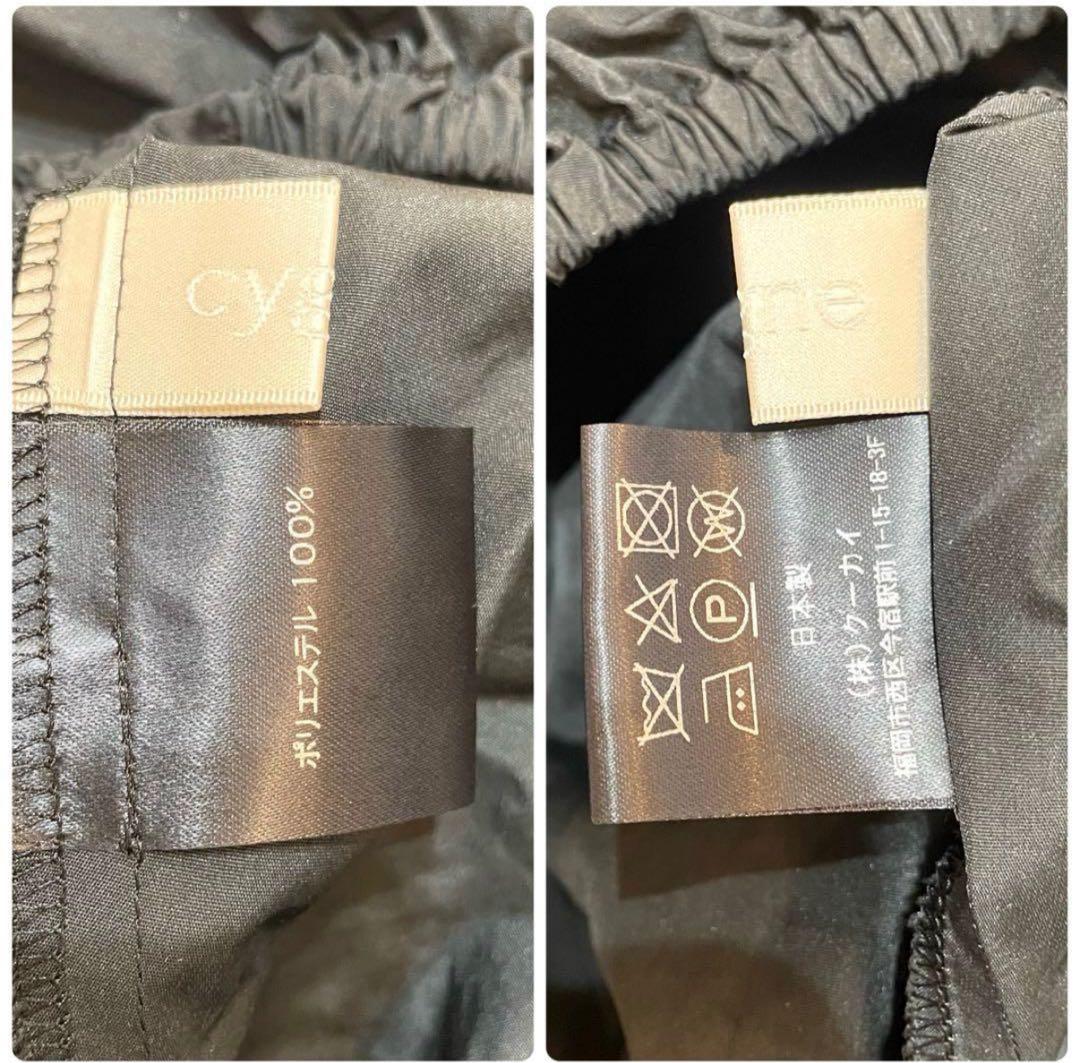 cy
ポリエステル 100%
me
W
P
日本製
(株)クーカイ
福岡市西区今宿駅前1-15-18-3F